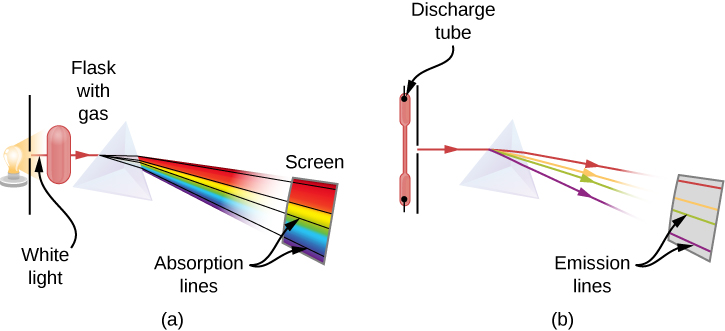 Flask
with
gas
Screen
White
light
Absorption
lines
(a)
Discharge
tube
Emission
lines
(b)